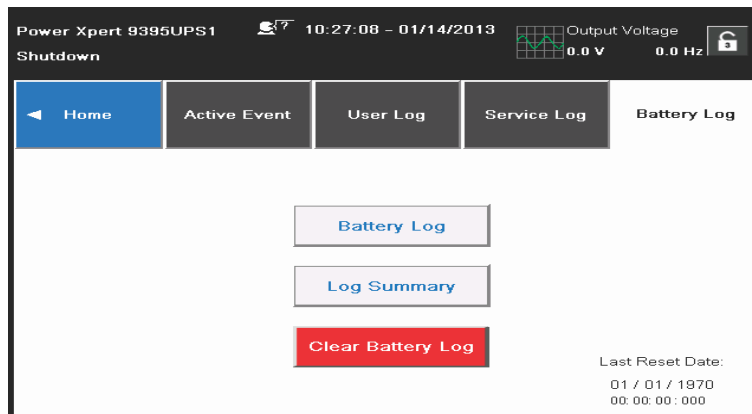 Power Xpert 9395UPS1
?
10:27:08 - 01/14/2013
Output Voltage
Shutdown
0.0 V 0.0 Hz
3
Home
Active Event
User Log
Service Log
Battery Log
Battery Log
Log Summary
Clear Battery Log
Last Reset Date:
01 / 01 / 1970
00: 00: 00 : 000